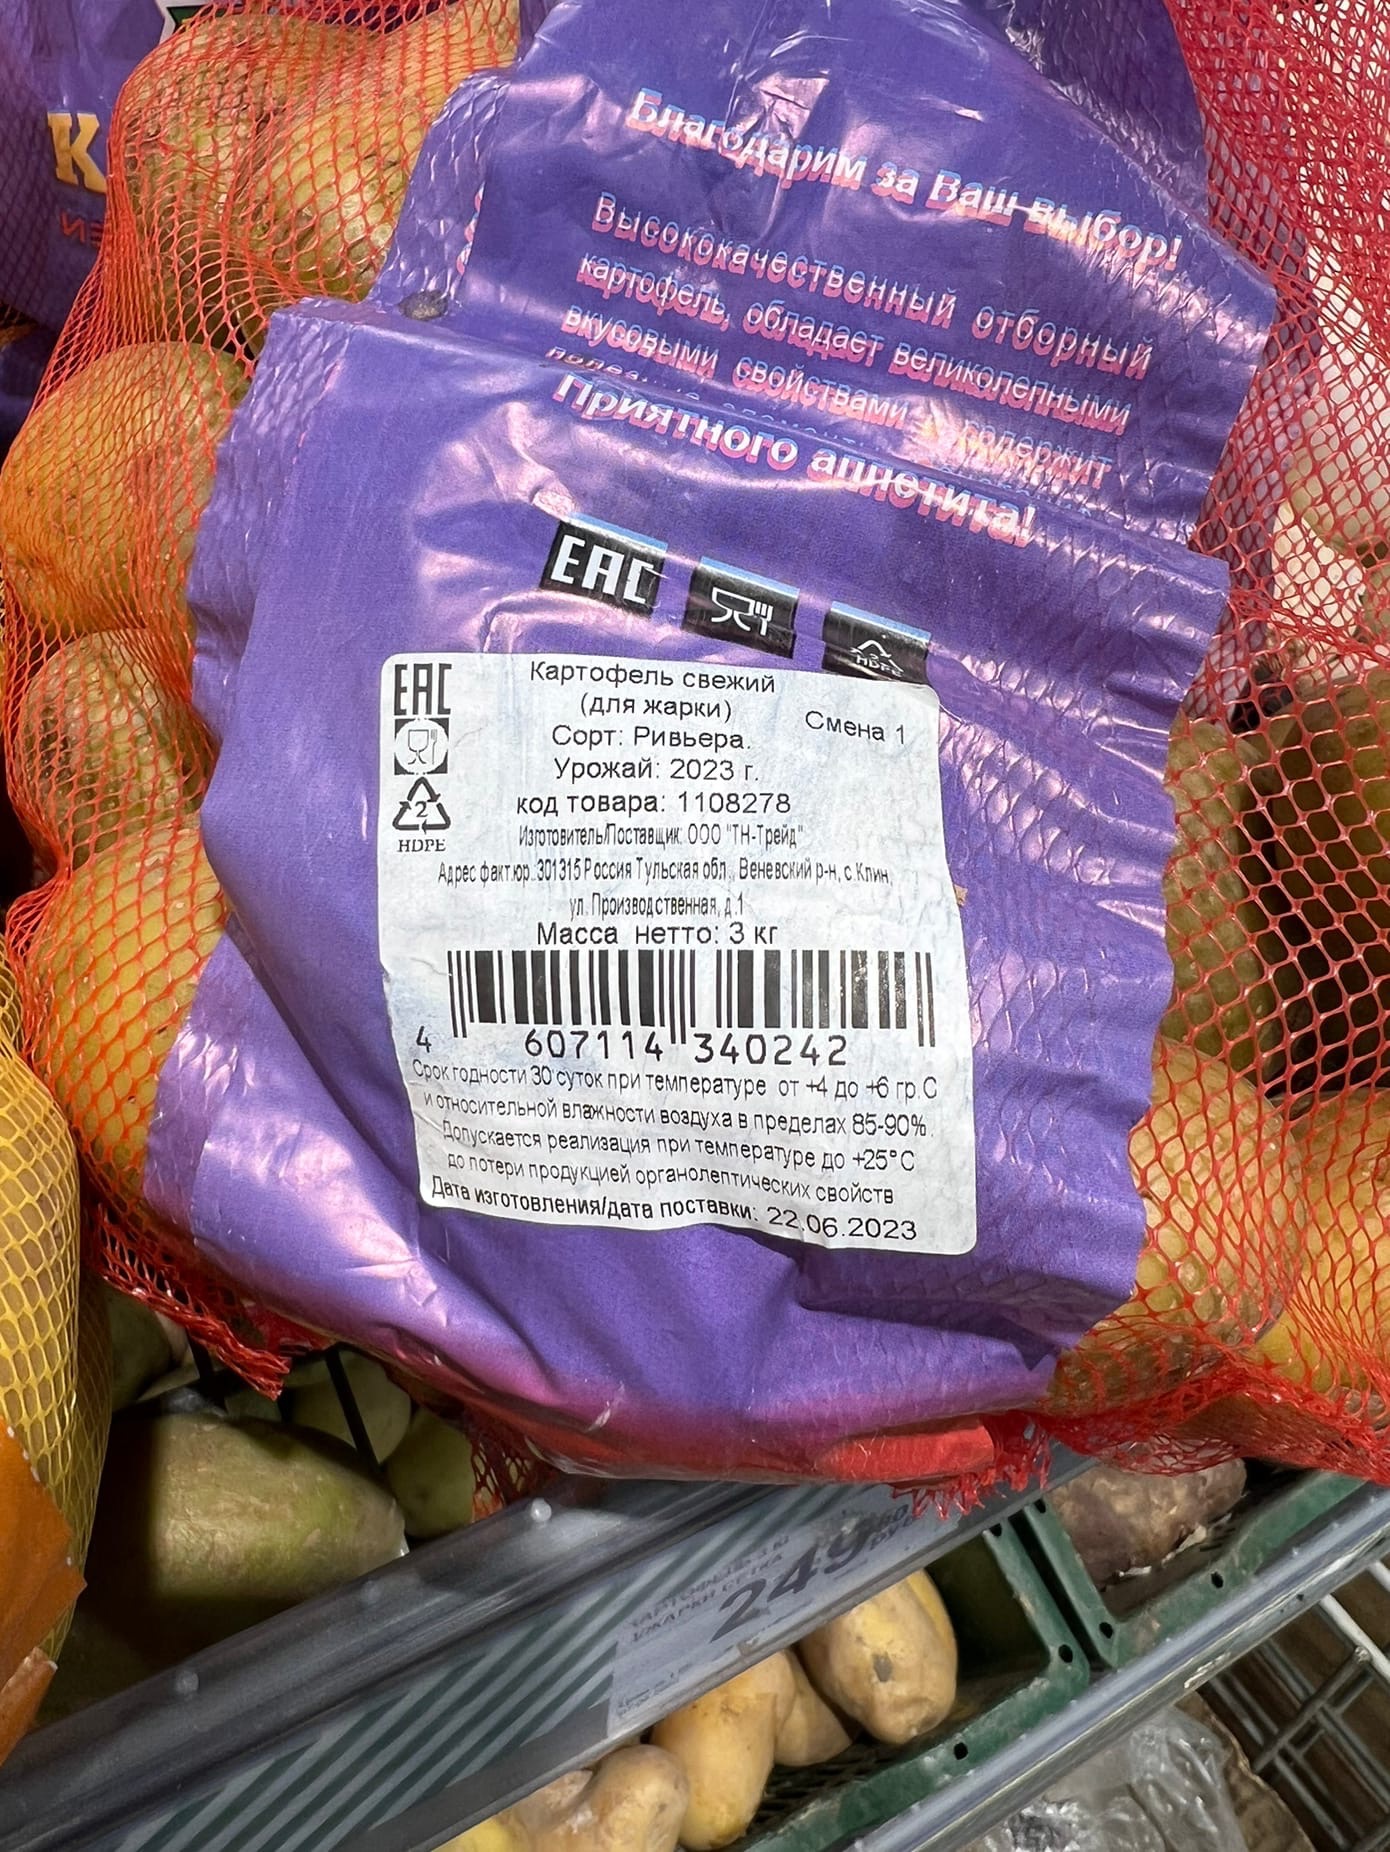 К
Благодарим за Ваш выбор!
Высококачественный отборный
картофель, обладает великолепными
вкусовыми свойствами содержит
Приятного аппетита!
EAC
HDPE
EAC
2
HDPE
Картофель свежий
(для жарки)
Смена 1
Сорт: Ривьера.
Урожай: 2023 г.
код товара: 1108278
Изготовитель/Поставщик: ООО "ТН-Трейд"
Адрес факт.юр.:301315 Россия Тульская обл., Веневский р-н, с.Клин,
ул. Производственная, д.1
Масса нетто: 3 кг
4 607114 340242
Срок годности 30 суток при температуре от +4 до +6 гр.С
и относительной влажности воздуха в пределах 85-90%.
Допускается реализация при температуре до +25°С
до потери продукцией органолептических свойств
Дата изготовления/дата поставки: 22.06.2023
249